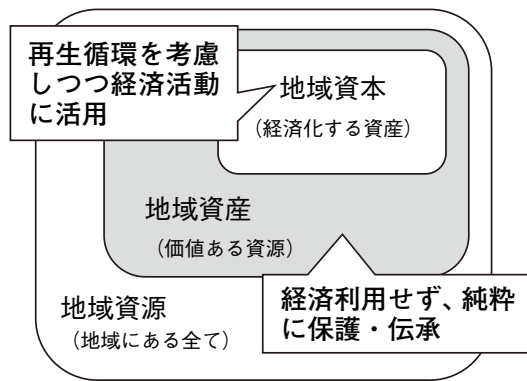 再生循環を考慮
しつつ経済活動
に活用
地域資本
（経済化する資産）
地域資産
（価値ある資源）
経済利用せず、純粋
に保護・伝承
地域資源
（地域にある全て）